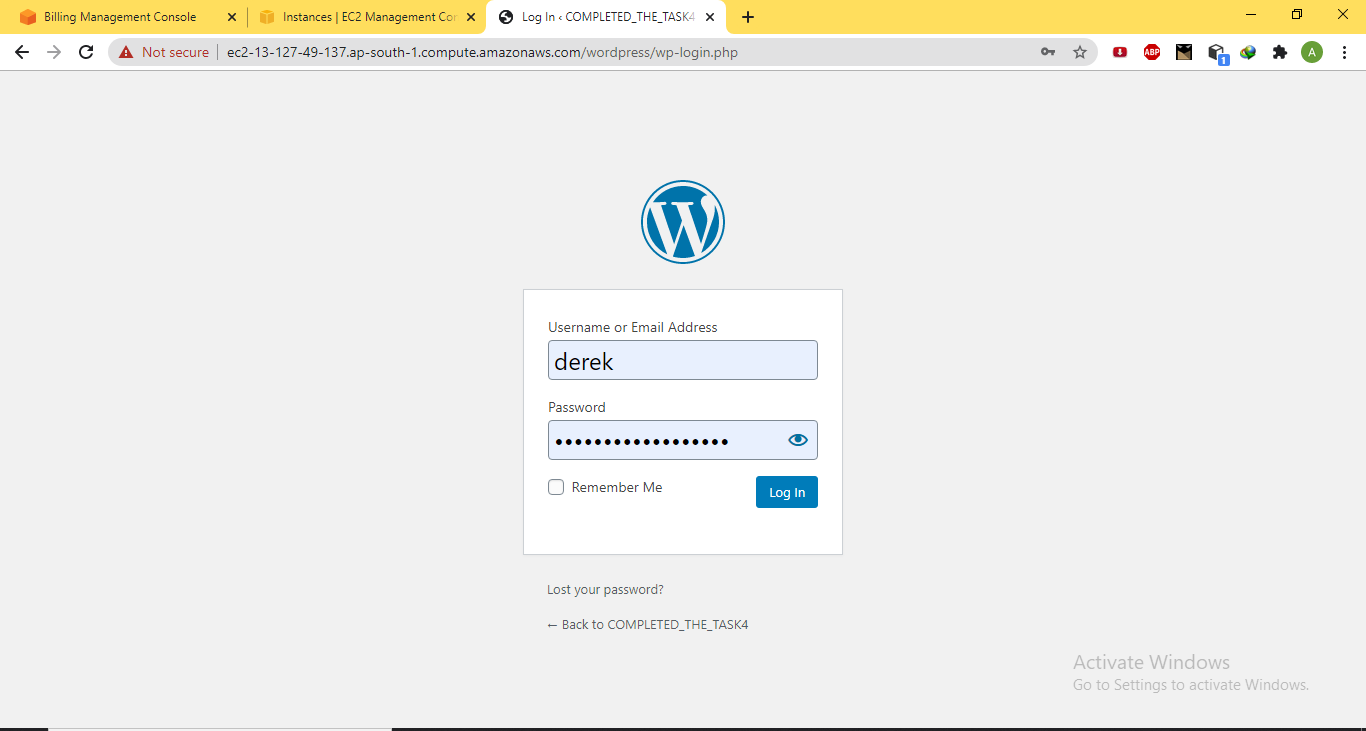 Billing Management Console
Instances | EC2 Management Con
Log In ‹ COMPLETED_THE_TASK4
Not secure
ec2-13-127-49-137.ap-south-1.compute.amazonaws.com/wordpress/wp-login.php
ABP
1
A
Username or Email Address
derek
Password
••••••••••••••••••
Remember Me
Log In
Lost your password?
← Back to COMPLETED_THE_TASK4
Activate Windows
Go to Settings to activate Windows.